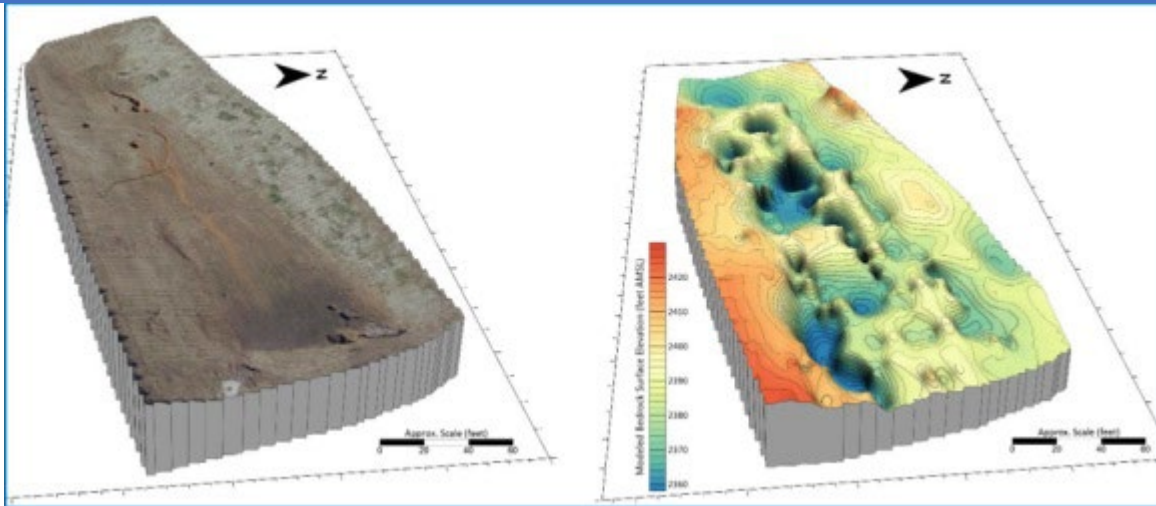 N
Approx. Scale (feet)
0 20 40 60
N
Modeled Bedrock Surface Elevation (feet AMSL)
2420
2410
2400
2390
2380
2370
2360
Approx. Scale (feet)
0 20 40 60